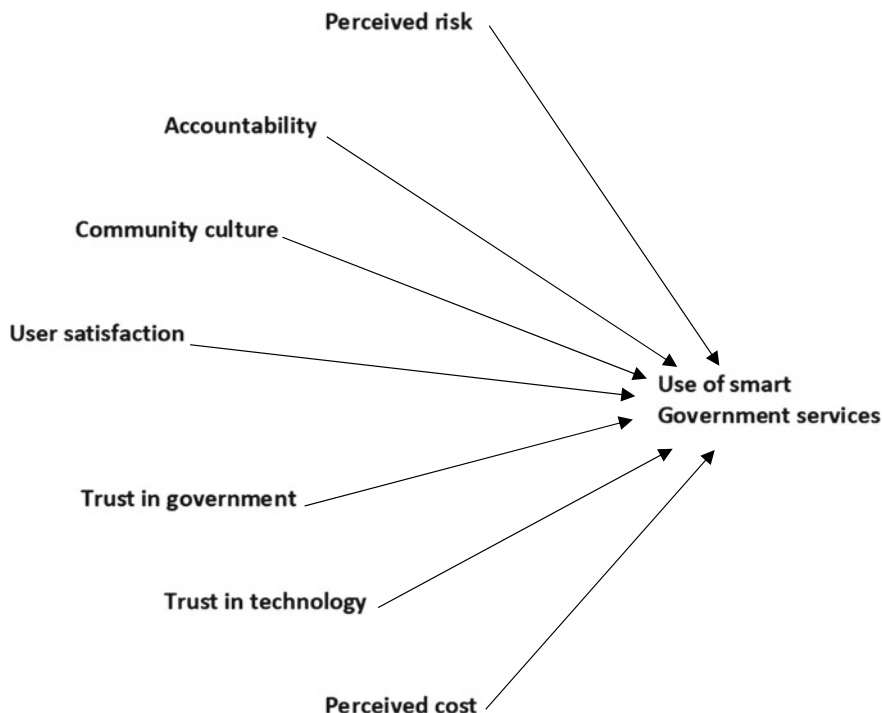 Perceived risk
Accountability
Community culture
User satisfaction
Use of smart
Government services
Trust in government
Trust in technology
Perceived cost